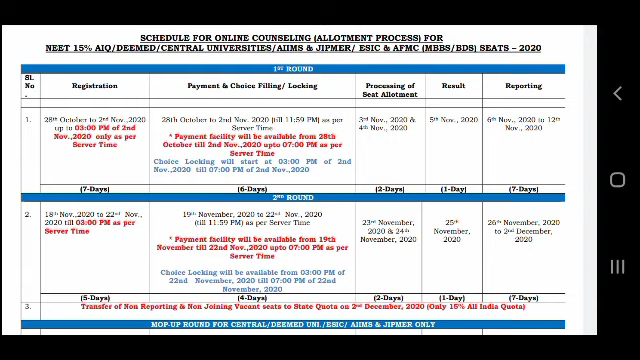 SCHEDULE FOR ONLINE COUNSELING (ALLOTMENT PROCESS) FOR
NEET 15% AIQ/DEEMED/CENTRAL UNIVERSITIES/AIIMS & JIPMER/ ESIC & AFMC (MBBS/BDS) SEATS – 2020
1ST ROUND
Sl.
No
.
Registration
Payment & Choice Filling/ Locking
Processing of
Seat Allotment
Result
Reporting
1.
28th October to 2nd Nov.,2020
up to 03:00 PM of 2nd
Nov.,2020 only as per
Server Time
28th October to 2nd Nov. 2020 (till 11:59 PM) as per
Server Time
* Payment facility will be available from 28th
October till 2nd Nov.,2020 upto 07:00 PM as per
Server Time
Choice Locking will start at 03:00 PM of 2nd
Nov.,2020 till 07:00 PM of 2nd Nov.,2020
3rd Nov.,2020 &
4th Nov., 2020
5th Nov., 2020
6th Nov., 2020 to 12th
Nov., 2020
(7-Days)
(6-Days)
(2-Days)
(1-Day)
(7-Days)
2ND ROUND
2.
18th Nov.,2020 to 22nd Nov.,
2020 till 03:00 PM as per
Server Time
19th November, 2020 to 22nd Nov., 2020
(till 11:59 PM) as per Server Time
* Payment facility will be available from 19th
November till 22nd Nov.,2020 upto 07:00 PM as per
Server Time
Choice Locking will be available from 03:00 PM of
22nd November, 2020 till 07:00 PM of 22nd
November, 2020
23rd November,
2020 & 24th
November, 2020
25th
November,
2020
26th November, 2020
to 2nd December,
2020
(5-Days)
(4-Days)
(2-Days)
(1-Day)
(7-Days)
3.
Transfer of Non Reporting & Non Joining Vacant seats to State Quota on 2nd December, 2020 (Only 15% All India Quota)
MOP-UP ROUND FOR CENTRAL/DEEMED UNI./ESIC/ AIIMS & JIPMER ONLY